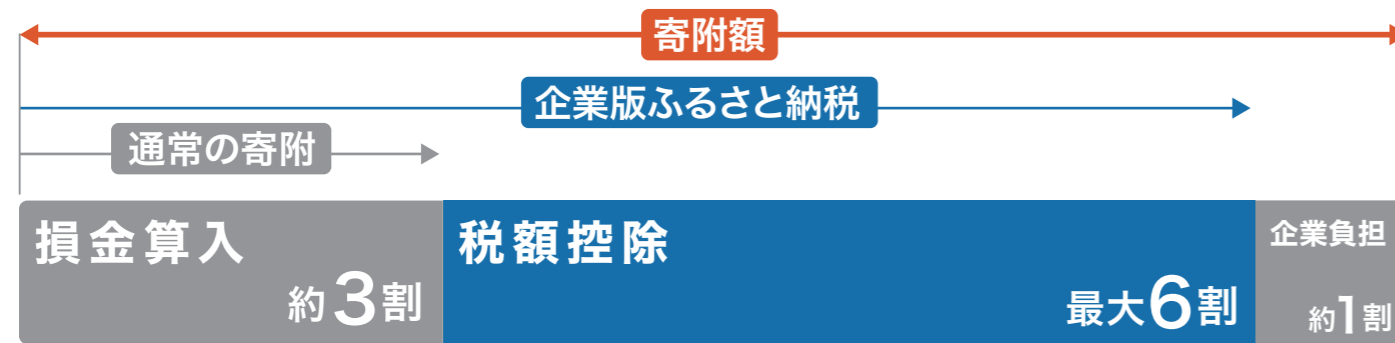 寄附額
企業版ふるさと納税
通常の寄附
損金算入
約3割
税額控除
最大6割
企業負担
約1割